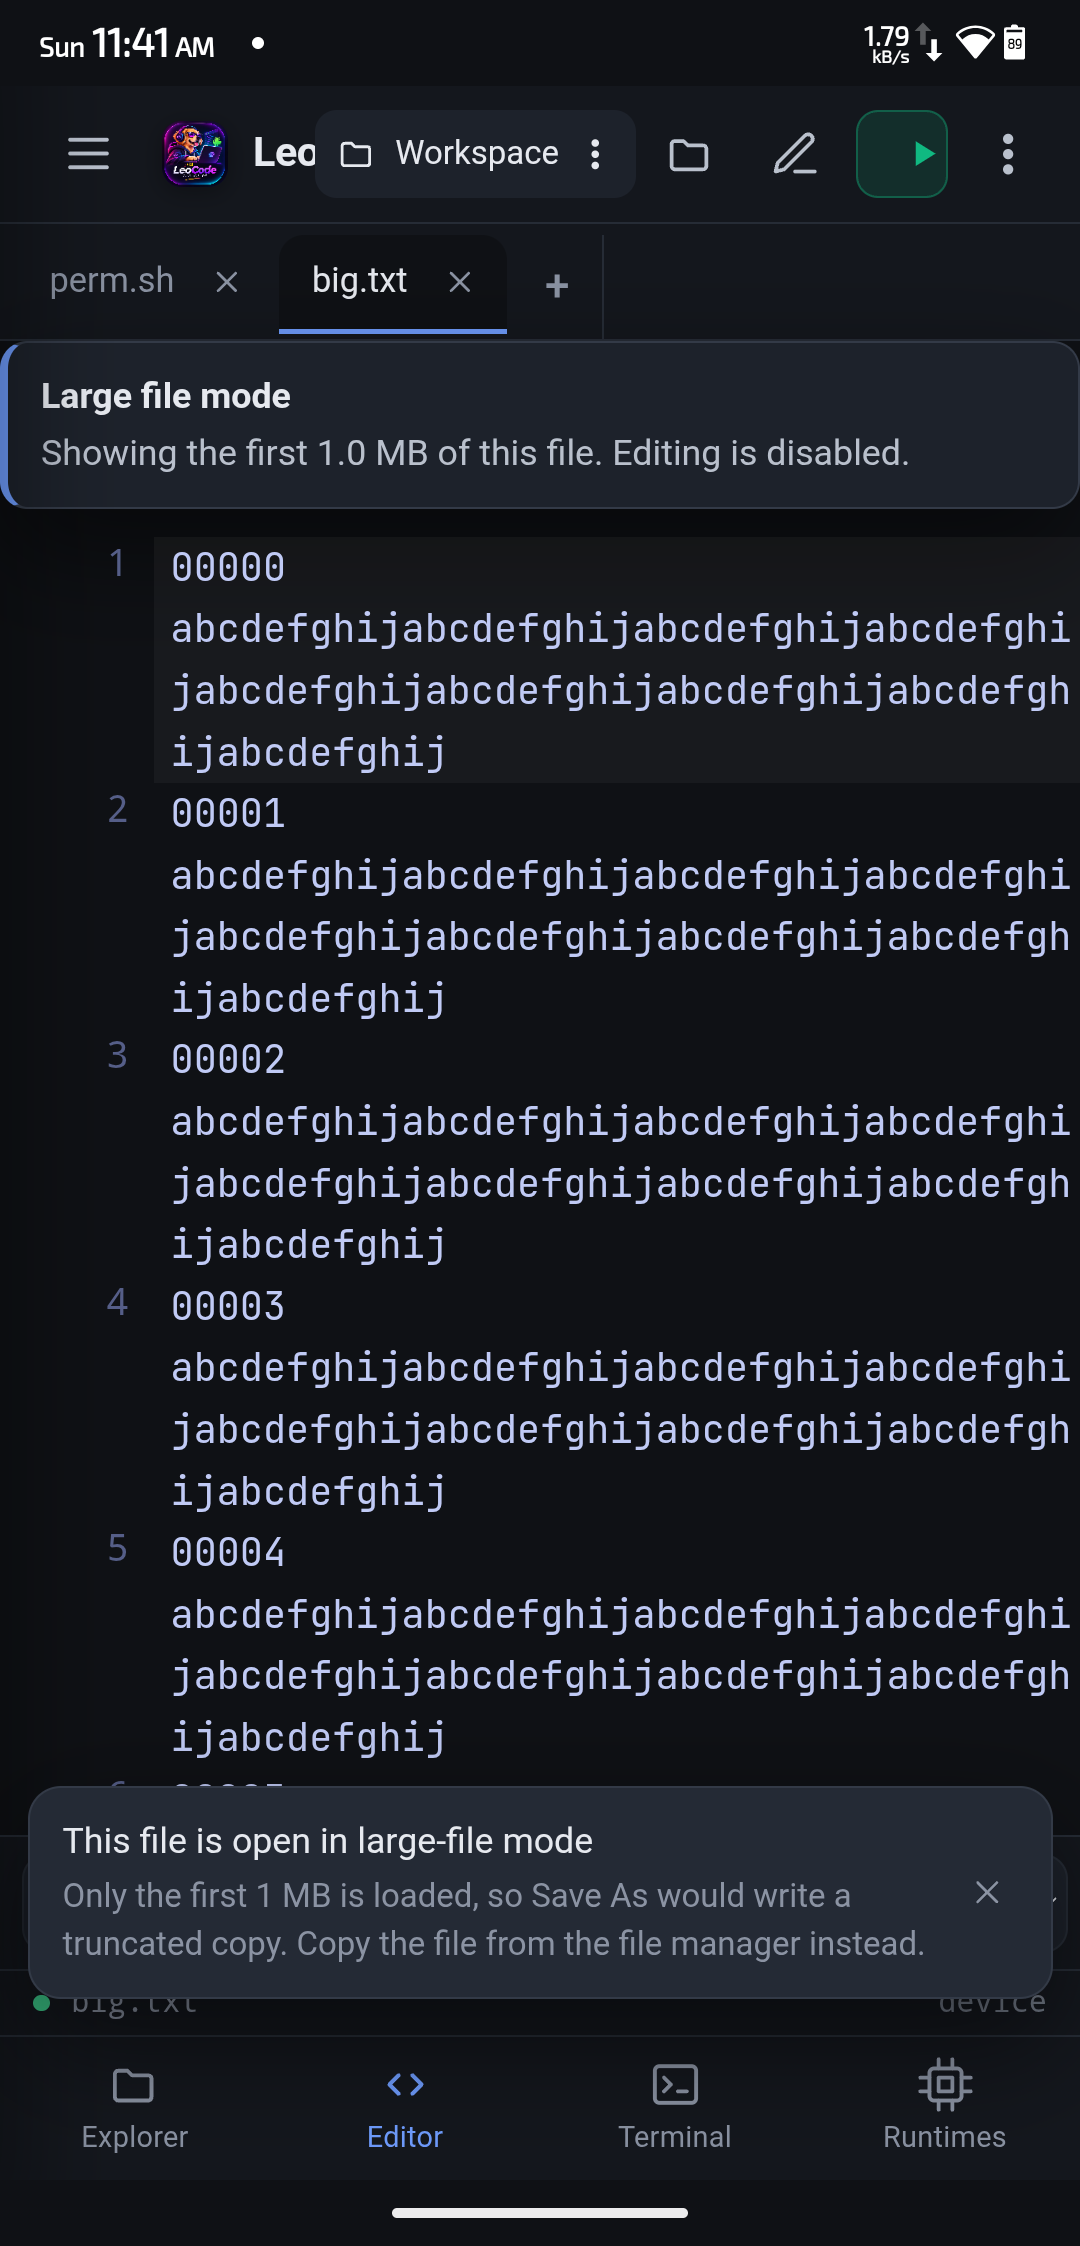 Sun 11:41 AM
1.79 kB/s
89
LeoCode
Leo
Workspace
perm.sh
big.txt
+
Large file mode
Showing the first 1.0 MB of this file. Editing is disabled.
1 00000
abcdefghijabcdefghijabcdefghijabcdefghi
jabcdefghijabcdefghijabcdefghijabcdefgh
ijabcdefghij
2 00001
abcdefghijabcdefghijabcdefghijabcdefghi
jabcdefghijabcdefghijabcdefghijabcdefgh
ijabcdefghij
3 00002
abcdefghijabcdefghijabcdefghijabcdefghi
jabcdefghijabcdefghijabcdefghijabcdefgh
ijabcdefghij
4 00003
abcdefghijabcdefghijabcdefghijabcdefghi
jabcdefghijabcdefghijabcdefghijabcdefgh
ijabcdefghij
5 00004
abcdefghijabcdefghijabcdefghijabcdefghi
jabcdefghijabcdefghijabcdefghijabcdefgh
ijabcdefghij
This file is open in large-file mode
Only the first 1 MB is loaded, so Save As would write a
truncated copy. Copy the file from the file manager instead.
big.txt
device
Explorer
Editor
Terminal
Runtimes